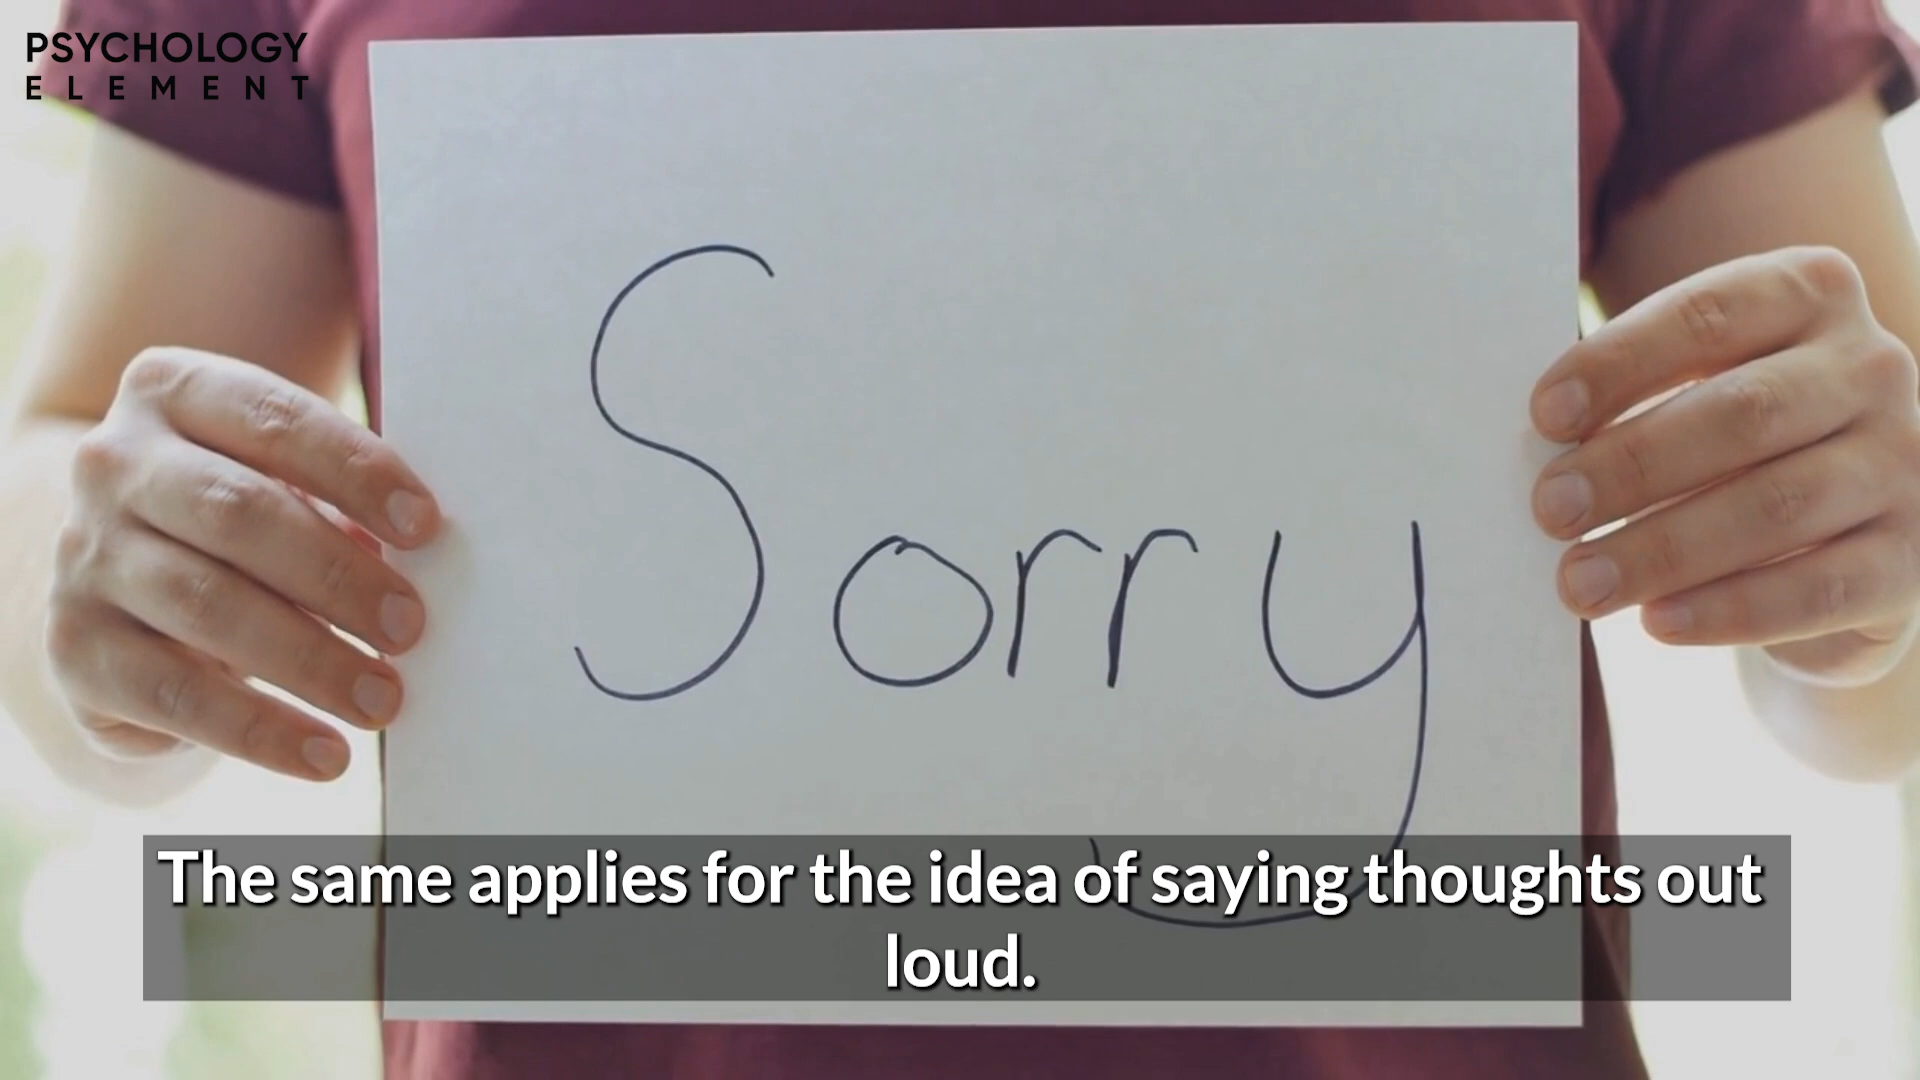 PSYCHOLOGY
ELEMENT
Sorry
The same applies for the idea of saying thoughts out
loud.